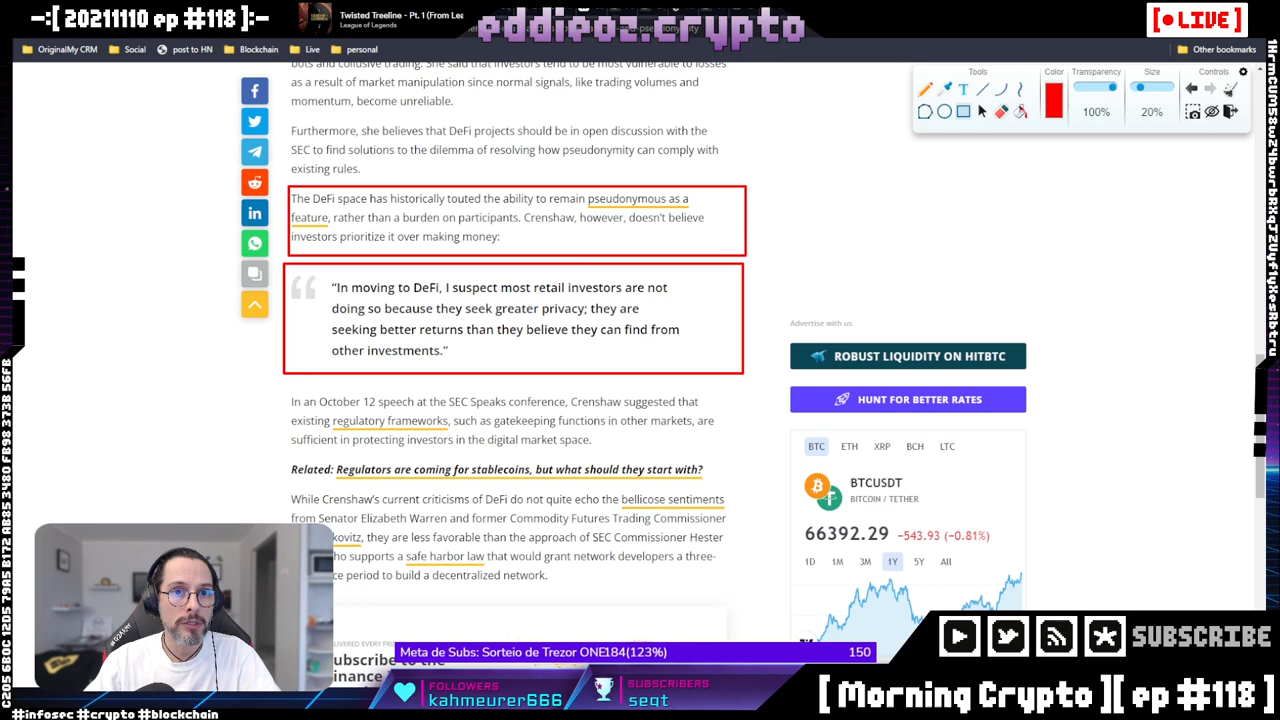 -:[ 20211110 ep #118 ]:-
Twisted Treeline - Pt. 1 (From Lea
League of Legends
eddieoz.crypto
[ LIVE ]
OriginalMy CRM
Social
post to HN
Blockchain
Live
personal
Other bookmarks
Tools
Color
Transparency
Size
Controls
100%
20%
bots and collusive trading. She said that investors tend to be most vulnerable to losses
as a result of market manipulation since normal signals, like trading volumes and
momentum, become unreliable.
Furthermore, she believes that DeFi projects should be in open discussion with the
SEC to find solutions to the dilemma of resolving how pseudonymity can comply with
existing rules.
The DeFi space has historically touted the ability to remain pseudonymous as a
feature, rather than a burden on participants. Crenshaw, however, doesn't believe
investors prioritize it over making money:
“In moving to DeFi, I suspect most retail investors are not
doing so because they seek greater privacy; they are
seeking better returns than they believe they can find from
other investments.”
In an October 12 speech at the SEC Speaks conference, Crenshaw suggested that
existing regulatory frameworks, such as gatekeeping functions in other markets, are
sufficient in protecting investors in the digital market space.
Related: Regulators are coming for stablecoins, but what should they start with?
While Crenshaw's current criticisms of DeFi do not quite echo the bellicose sentiments
from Senator Elizabeth Warren and former Commodity Futures Trading Commissioner
kovitz, they are less favorable than the approach of SEC Commissioner Hester
ho supports a safe harbor law that would grant network developers a three-
ce period to build a decentralized network.
Advertise with us
ROBUST LIQUIDITY ON HITBTC
HUNT FOR BETTER RATES
BTC
ETH
XRP
BCH
LTC
BTCUSDT
BITCOIN / TETHER
66392.29 −543.93 (−0.81%)
1D
1M
3M
1Y
5Y
All
Meta de Subs: Sorteio de Trezor ONE184(123%)
150
FOLLOWERS
kahmeurer666
SUBSCRIBERS
seqt
SUBSCRIBE
[ Morning Crypto ][ ep #118 ]
#infosec #crypto #blockchain